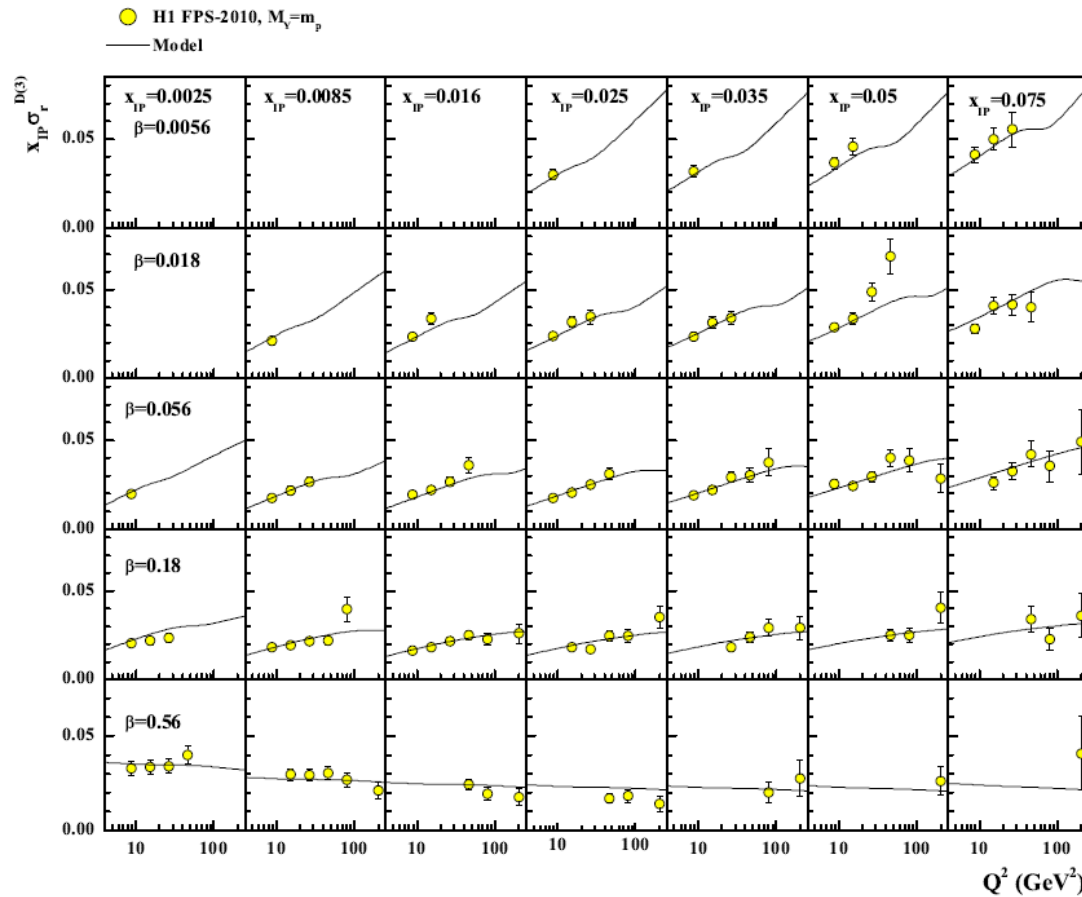 H1 FPS-2010, M_Y=m_p
Model
x_IP σ_r^D(3)
x_IP=0.0025 x_IP=0.0085 x_IP=0.016 x_IP=0.025 x_IP=0.035 x_IP=0.05 x_IP=0.075
β=0.0056
0.05
0.00
β=0.018
0.05
0.00
β=0.056
0.05
0.00
β=0.18
0.05
0.00
β=0.56
0.05
0.00
10 100 10 100 10 100 10 100 10 100 10 100 10 100
Q² (GeV²)